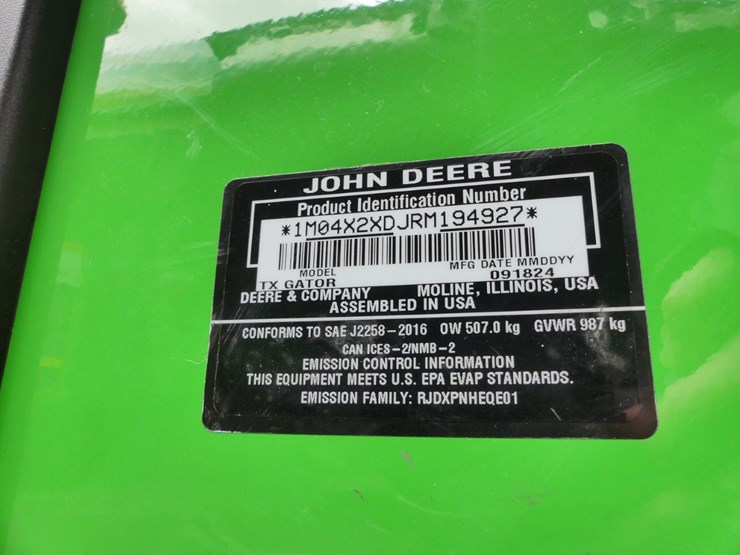 JOHN DEERE
Product Identification Number
*1M04X2XDJRM194927*
MODEL MFG DATE MMDDYY
TX GATOR 091824
DEERE & COMPANY MOLINE, ILLINOIS, USA
ASSEMBLED IN USA
CONFORMS TO SAE J2258-2016 OW 507.0 kg GVWR 987 kg
CAN ICES-2/NMB-2
EMISSION CONTROL INFORMATION
THIS EQUIPMENT MEETS U.S. EPA EVAP STANDARDS.
EMISSION FAMILY: RJDXPNHEQE01